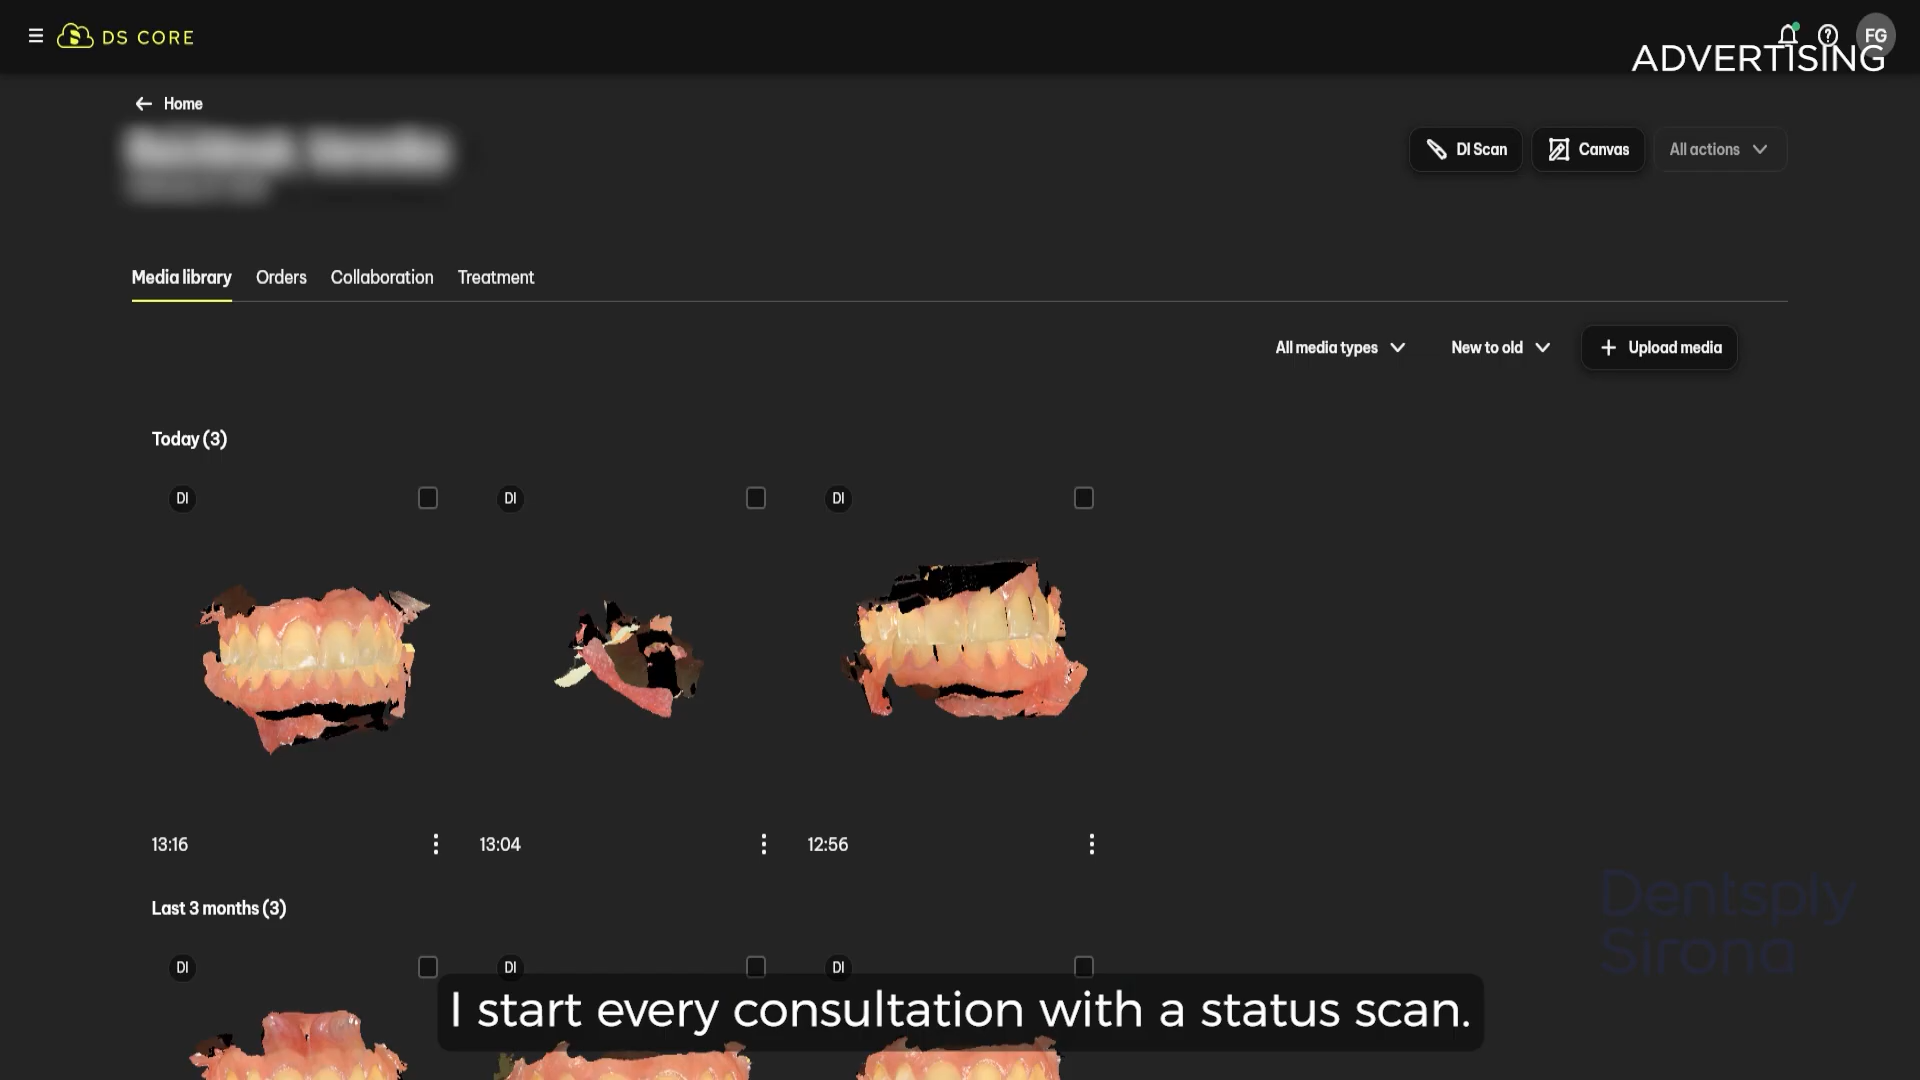 DS CORE
FG
ADVERTISING
Home
DI Scan
Canvas
All actions
Media library
Orders
Collaboration
Treatment
All media types
New to old
Upload media
Today (3)
DI
DI
DI
13:16
13:04
12:56
Last 3 months (3)
DI
DI
DI
Dentsply
Sirona
I start every consultation with a status scan.